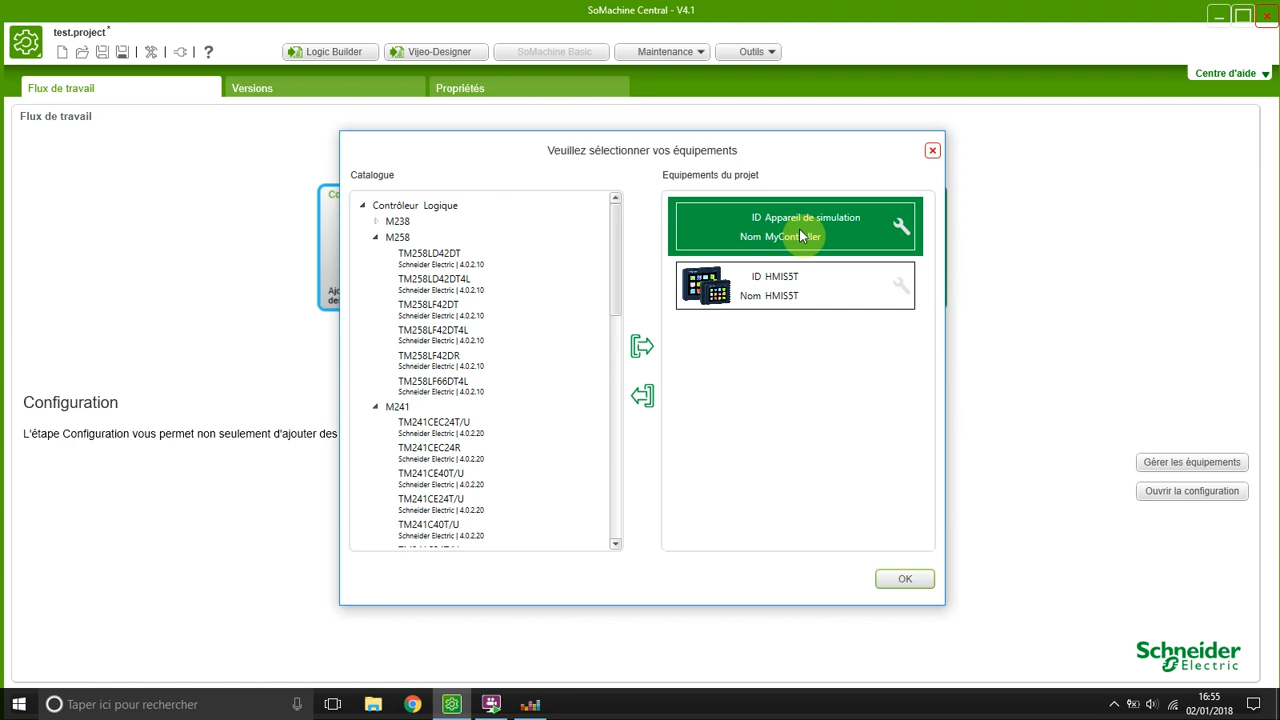 SoMachine Central - V4.1
test.project*
Logic Builder
Vijeo-Designer
SoMachine Basic
Maintenance
Outils
Centre d'aide
Flux de travail
Versions
Propriétés
Flux de travail
Veuillez sélectionner vos équipements
Catalogue
Equipements du projet
Contrôleur Logique
M238
M258
TM258LD42DT
Schneider Electric | 4.0.2.10
TM258LD42DT4L
Schneider Electric | 4.0.2.10
TM258LF42DT
Schneider Electric | 4.0.2.10
TM258LF42DT4L
Schneider Electric | 4.0.2.10
TM258LF42DR
Schneider Electric | 4.0.2.10
TM258LF66DT4L
Schneider Electric | 4.0.2.10
M241
TM241CEC24T/U
Schneider Electric | 4.0.2.20
TM241CEC24R
Schneider Electric | 4.0.2.20
TM241CE40T/U
Schneider Electric | 4.0.2.20
TM241CE24T/U
Schneider Electric | 4.0.2.20
TM241C40T/U
Schneider Electric | 4.0.2.20
ID Appareil de simulation
Nom MyController
ID HMIS5T
Nom HMIS5T
OK
Co
Ajo
des
Configuration
L'étape Configuration vous permet non seulement d'ajouter des
Gérer les équipements
Ouvrir la configuration
Schneider
Electric
Taper ici pour rechercher
16:55
02/01/2018